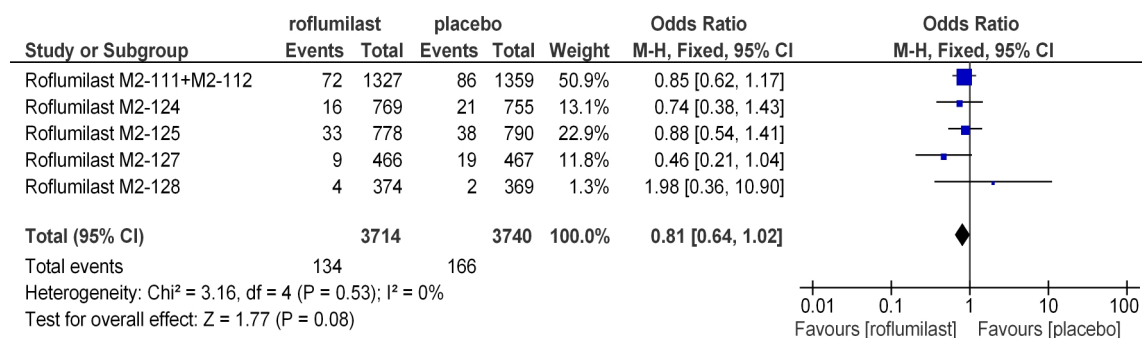 roflumilast placebo Odds Ratio Odds Ratio
Study or Subgroup Events Total Events Total Weight M-H, Fixed, 95% CI M-H, Fixed, 95% CI
Roflumilast M2-111+M2-112 72 1327 86 1359 50.9% 0.85 [0.62, 1.17]
Roflumilast M2-124 16 769 21 755 13.1% 0.74 [0.38, 1.43]
Roflumilast M2-125 33 778 38 790 22.9% 0.88 [0.54, 1.41]
Roflumilast M2-127 9 466 19 467 11.8% 0.46 [0.21, 1.04]
Roflumilast M2-128 4 374 2 369 1.3% 1.98 [0.36, 10.90]
Total (95% CI) 3714 3740 100.0% 0.81 [0.64, 1.02]
Total events 134 166
Heterogeneity: Chi² = 3.16, df = 4 (P = 0.53); I² = 0%
Test for overall effect: Z = 1.77 (P = 0.08)
0.01 0.1 1 10 100
Favours [roflumilast] Favours [placebo]